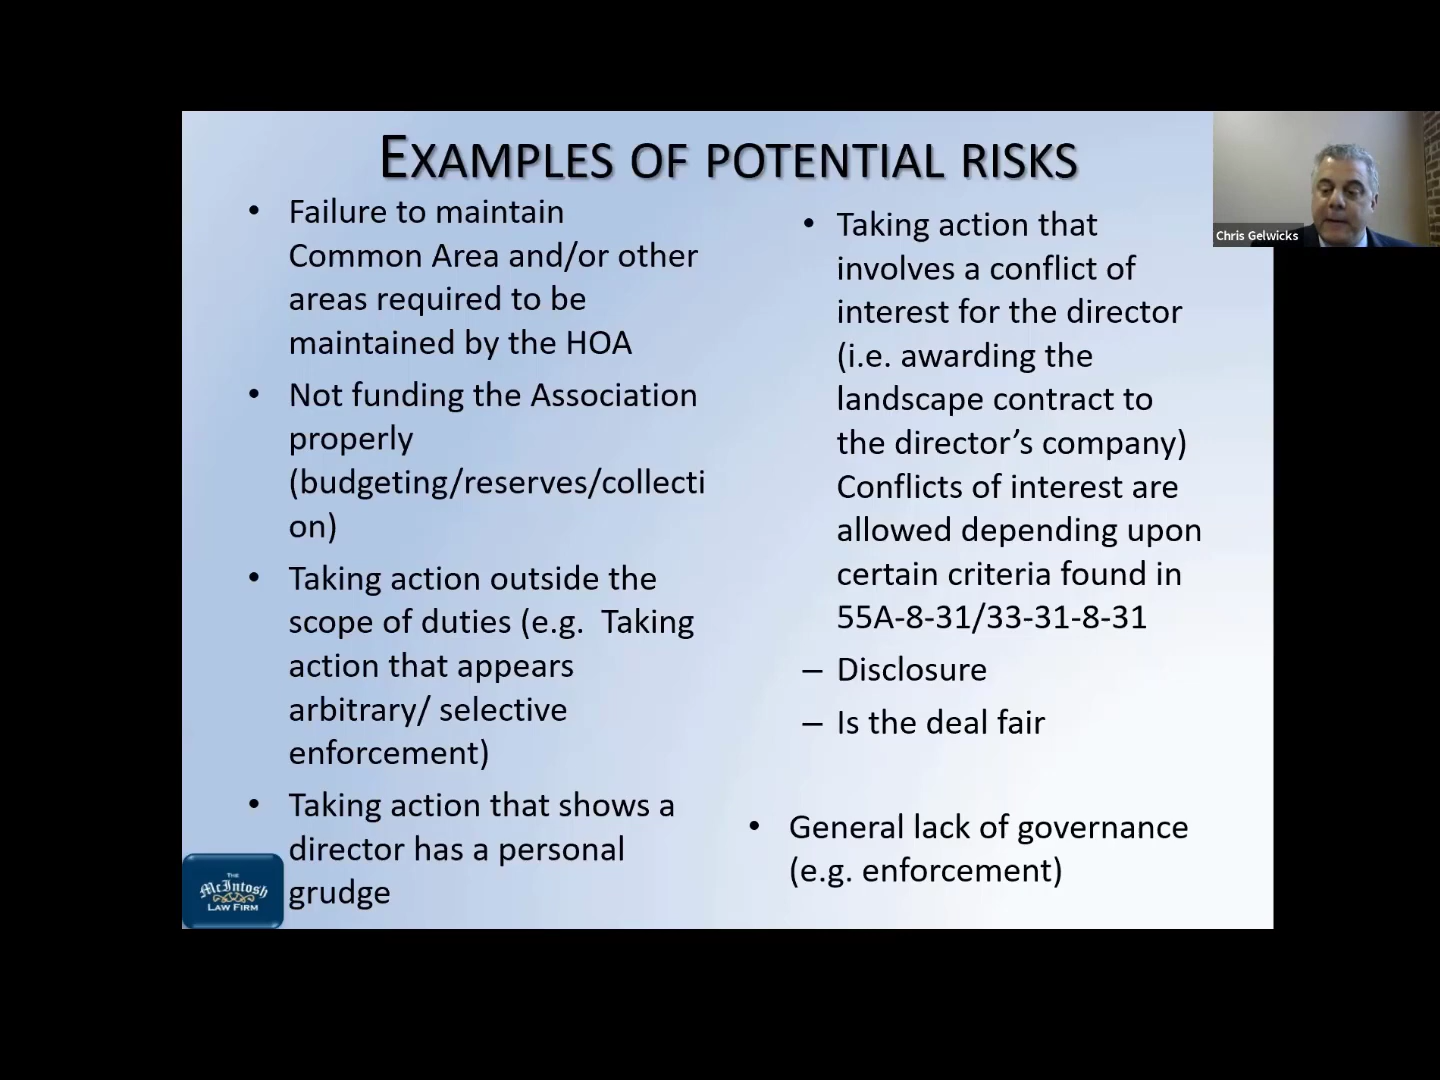 EXAMPLES OF POTENTIAL RISKS
• Failure to maintain
Common Area and/or other
areas required to be
maintained by the HOA
• Not funding the Association
properly
(budgeting/reserves/collecti
on)
• Taking action outside the
scope of duties (e.g.  Taking
action that appears
arbitrary/ selective
enforcement)
• Taking action that shows a
director has a personal
grudge
• Taking action that
involves a conflict of
interest for the director
(i.e. awarding the
landscape contract to
the director’s company)
Conflicts of interest are
allowed depending upon
certain criteria found in
55A-8-31/33-31-8-31
– Disclosure
– Is the deal fair
• General lack of governance
(e.g. enforcement)
Chris Gelwicks
THE
McIntosh
LAW FIRM